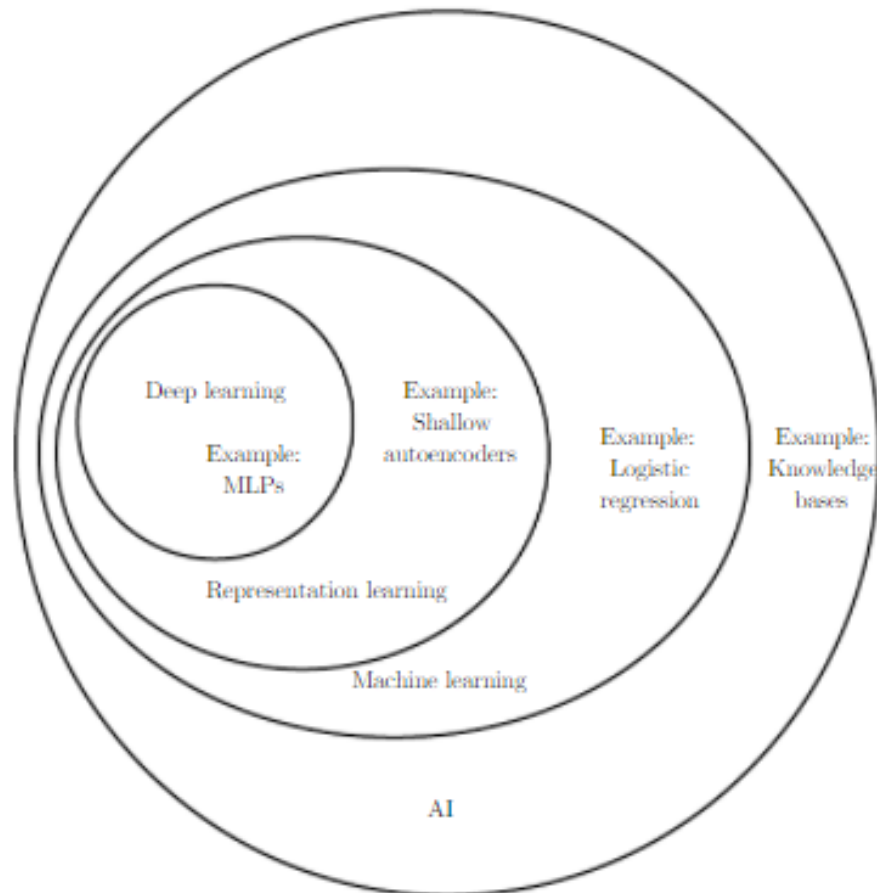 Deep learning
Example:
MLPs
Example:
Shallow
autoencoders
Example:
Logistic
regression
Example:
Knowledge
bases
Representation learning
Machine learning
AI